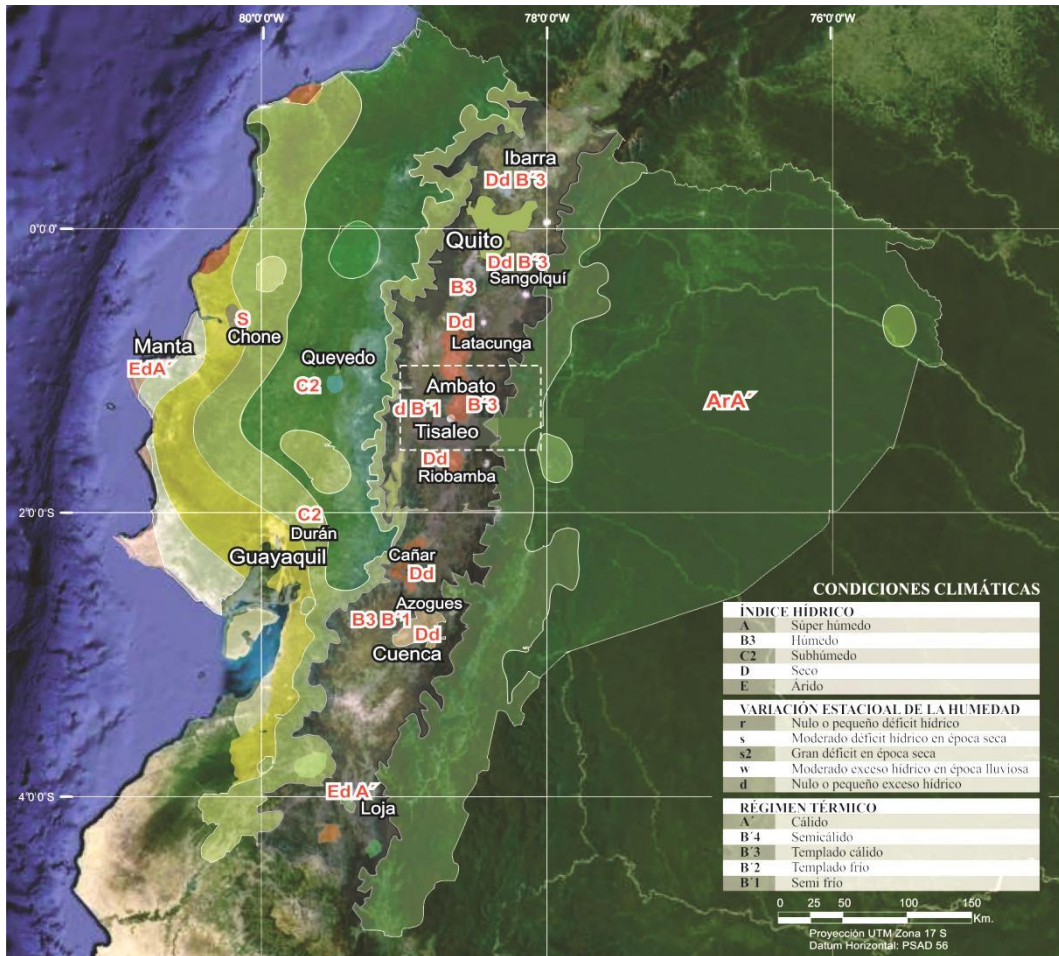 80°0'0"W 78°0'0"W 76°0'0"W
Ibarra
Dd B´3
0°0'0
Quito
Dd B´3
Sangolquí
B3
S
Chone
Dd
Latacunga
Manta
EdA´
Quevedo
C2
Ambato
d B´1 B´3
Tisaleo
ArA´
Dd
Riobamba
2°0'0"S
C2
Durán
Guayaquil
Cañar
Dd
Azogues
B3 B´1
Dd
Cuenca
4°0'0"S
Ed A´
Loja
CONDICIONES CLIMÁTICAS
ÍNDICE HÍDRICO
A Súper húmedo
B3 Húmedo
C2 Subhúmedo
D Seco
E Árido
VARIACIÓN ESTACIOAL DE LA HUMEDAD
r Nulo o pequeño déficit hídrico
s Moderado déficit hídrico en época seca
s2 Gran déficit en época seca
w Moderado exceso hídrico en época lluviosa
d Nulo o pequeño exceso hídrico
RÉGIMEN TÉRMICO
A´ Cálido
B´4 Semicálido
B´3 Templado cálido
B´2 Templado frío
B´1 Semi frío
0 25 50 100 150
Km.
Proyección UTM Zona 17 S
Datum Horizontal: PSAD 56